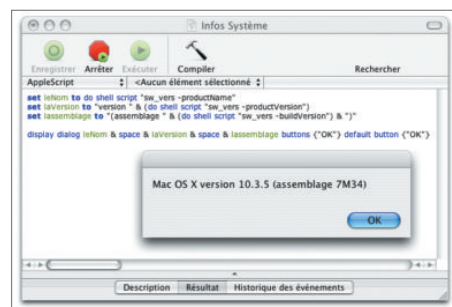 Infos Système
Enregistrer Arrêter Exécuter Compiler Rechercher
AppleScript <Aucun élément sélectionné
set leNom to do shell script "sw_vers -productName"
set laVersion to "version " & (do shell script "sw_vers -productVersion")
set lassemblage to "(assemblage " & (do shell script "sw_vers -buildVersion") & ")"
display dialog leNom & space & laVersion & space & lassemblage buttons {"OK"} default button {"OK"}
Mac OS X version 10.3.5 (assemblage 7M34)
OK
Description Résultat Historique des événements